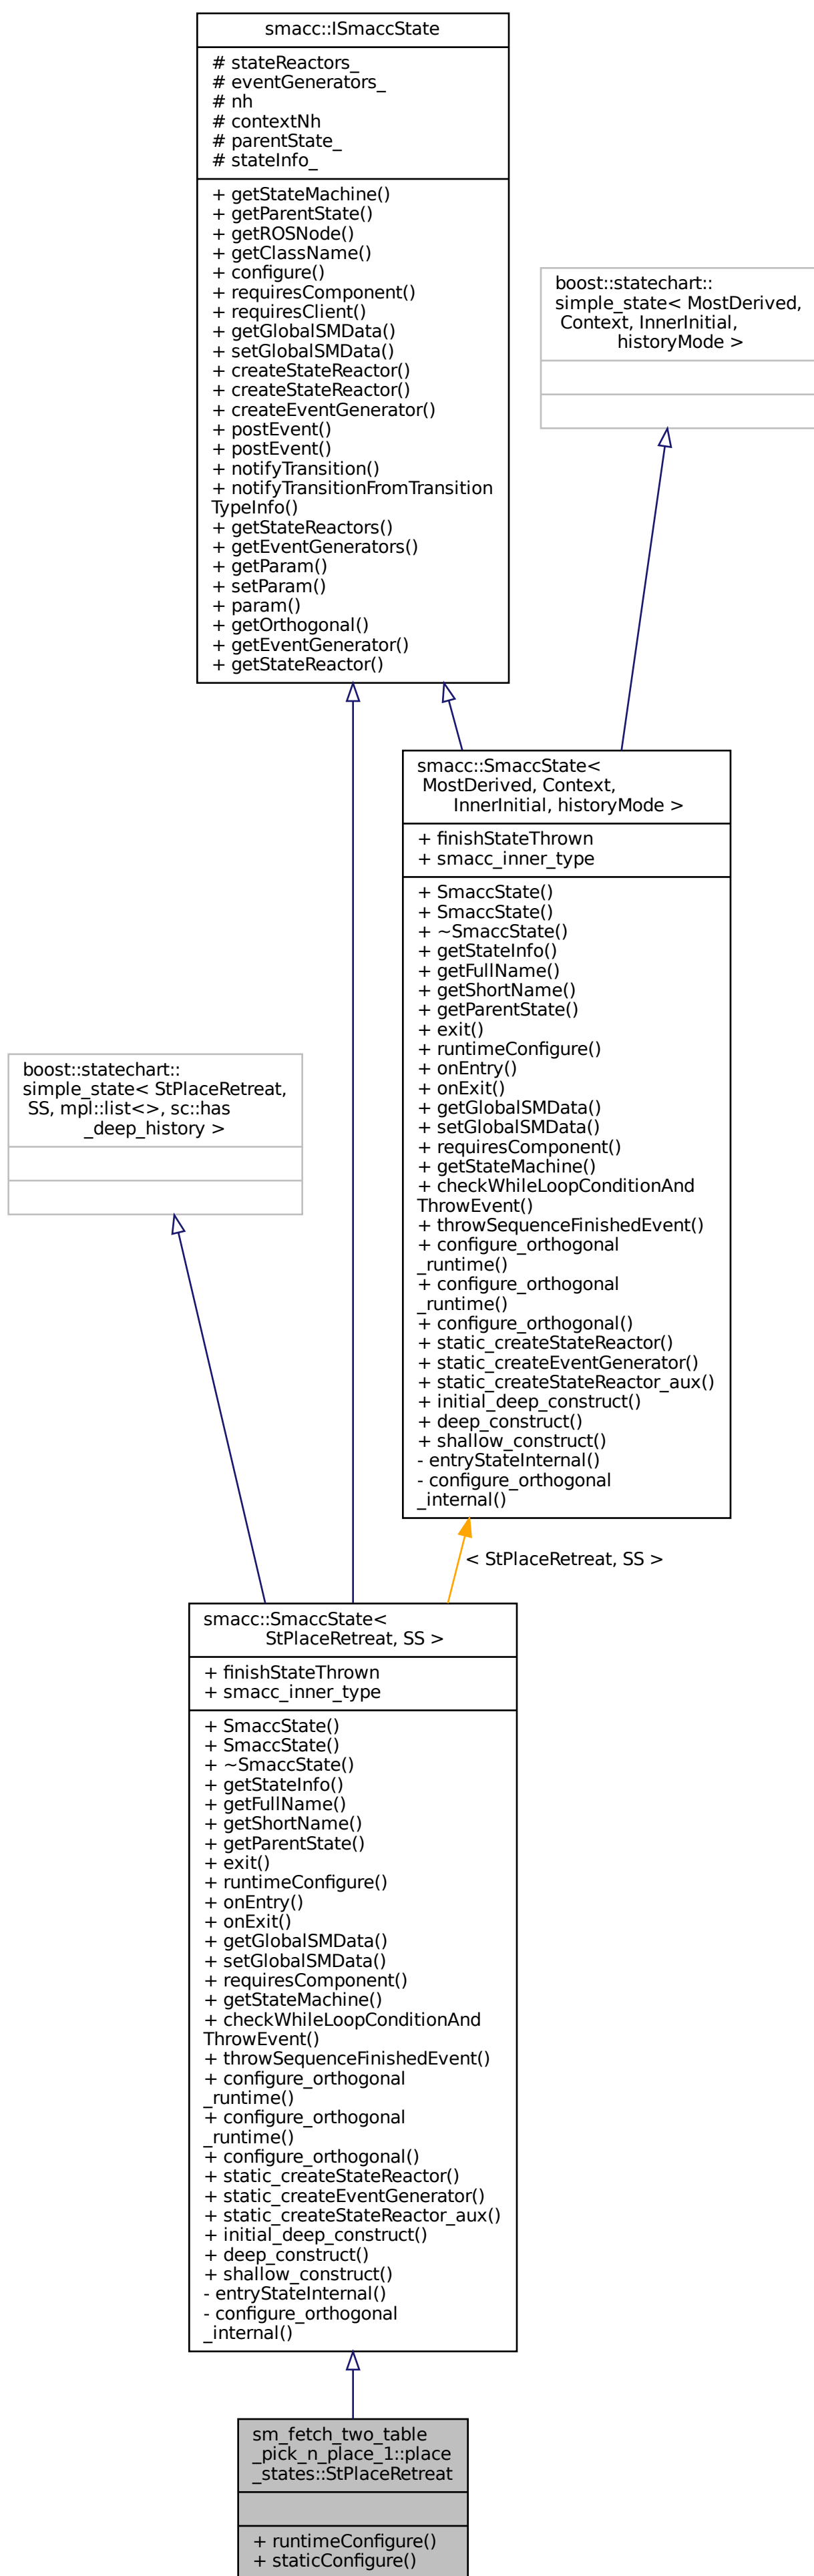 smacc::ISmaccState
# stateReactors_
# eventGenerators_
# nh
# contextNh
# parentState_
# stateInfo_
+ getStateMachine()
+ getParentState()
+ getROSNode()
+ getClassName()
+ configure()
+ requiresComponent()
+ requiresClient()
+ getGlobalSMData()
+ setGlobalSMData()
+ createStateReactor()
+ createStateReactor()
+ createEventGenerator()
+ postEvent()
+ postEvent()
+ notifyTransition()
+ notifyTransitionFromTransition
TypeInfo()
+ getStateReactors()
+ getEventGenerators()
+ getParam()
+ setParam()
+ param()
+ getOrthogonal()
+ getEventGenerator()
+ getStateReactor()
boost::statechart::
simple_state< MostDerived,
Context, InnerInitial,
historyMode >
smacc::SmaccState<
MostDerived, Context,
InnerInitial, historyMode >
+ finishStateThrown
+ smacc_inner_type
+ SmaccState()
+ SmaccState()
+ ~SmaccState()
+ getStateInfo()
+ getFullName()
+ getShortName()
+ getParentState()
+ exit()
+ runtimeConfigure()
+ onEntry()
+ onExit()
+ getGlobalSMData()
+ setGlobalSMData()
+ requiresComponent()
+ getStateMachine()
+ checkWhileLoopConditionAnd
ThrowEvent()
+ throwSequenceFinishedEvent()
+ configure_orthogonal
_runtime()
+ configure_orthogonal
_runtime()
+ configure_orthogonal()
+ static_createStateReactor()
+ static_createEventGenerator()
+ static_createStateReactor_aux()
+ initial_deep_construct()
+ deep_construct()
+ shallow_construct()
- entryStateInternal()
- configure_orthogonal
_internal()
boost::statechart::
simple_state< StPlaceRetreat,
SS, mpl::list<>, sc::has
_deep_history >
< StPlaceRetreat, SS >
smacc::SmaccState<
StPlaceRetreat, SS >
+ finishStateThrown
+ smacc_inner_type
+ SmaccState()
+ SmaccState()
+ ~SmaccState()
+ getStateInfo()
+ getFullName()
+ getShortName()
+ getParentState()
+ exit()
+ runtimeConfigure()
+ onEntry()
+ onExit()
+ getGlobalSMData()
+ setGlobalSMData()
+ requiresComponent()
+ getStateMachine()
+ checkWhileLoopConditionAnd
ThrowEvent()
+ throwSequenceFinishedEvent()
+ configure_orthogonal
_runtime()
+ configure_orthogonal
_runtime()
+ configure_orthogonal()
+ static_createStateReactor()
+ static_createEventGenerator()
+ static_createStateReactor_aux()
+ initial_deep_construct()
+ deep_construct()
+ shallow_construct()
- entryStateInternal()
- configure_orthogonal
_internal()
sm_fetch_two_table
_pick_n_place_1::place
_states::StPlaceRetreat
+ runtimeConfigure()
+ staticConfigure()